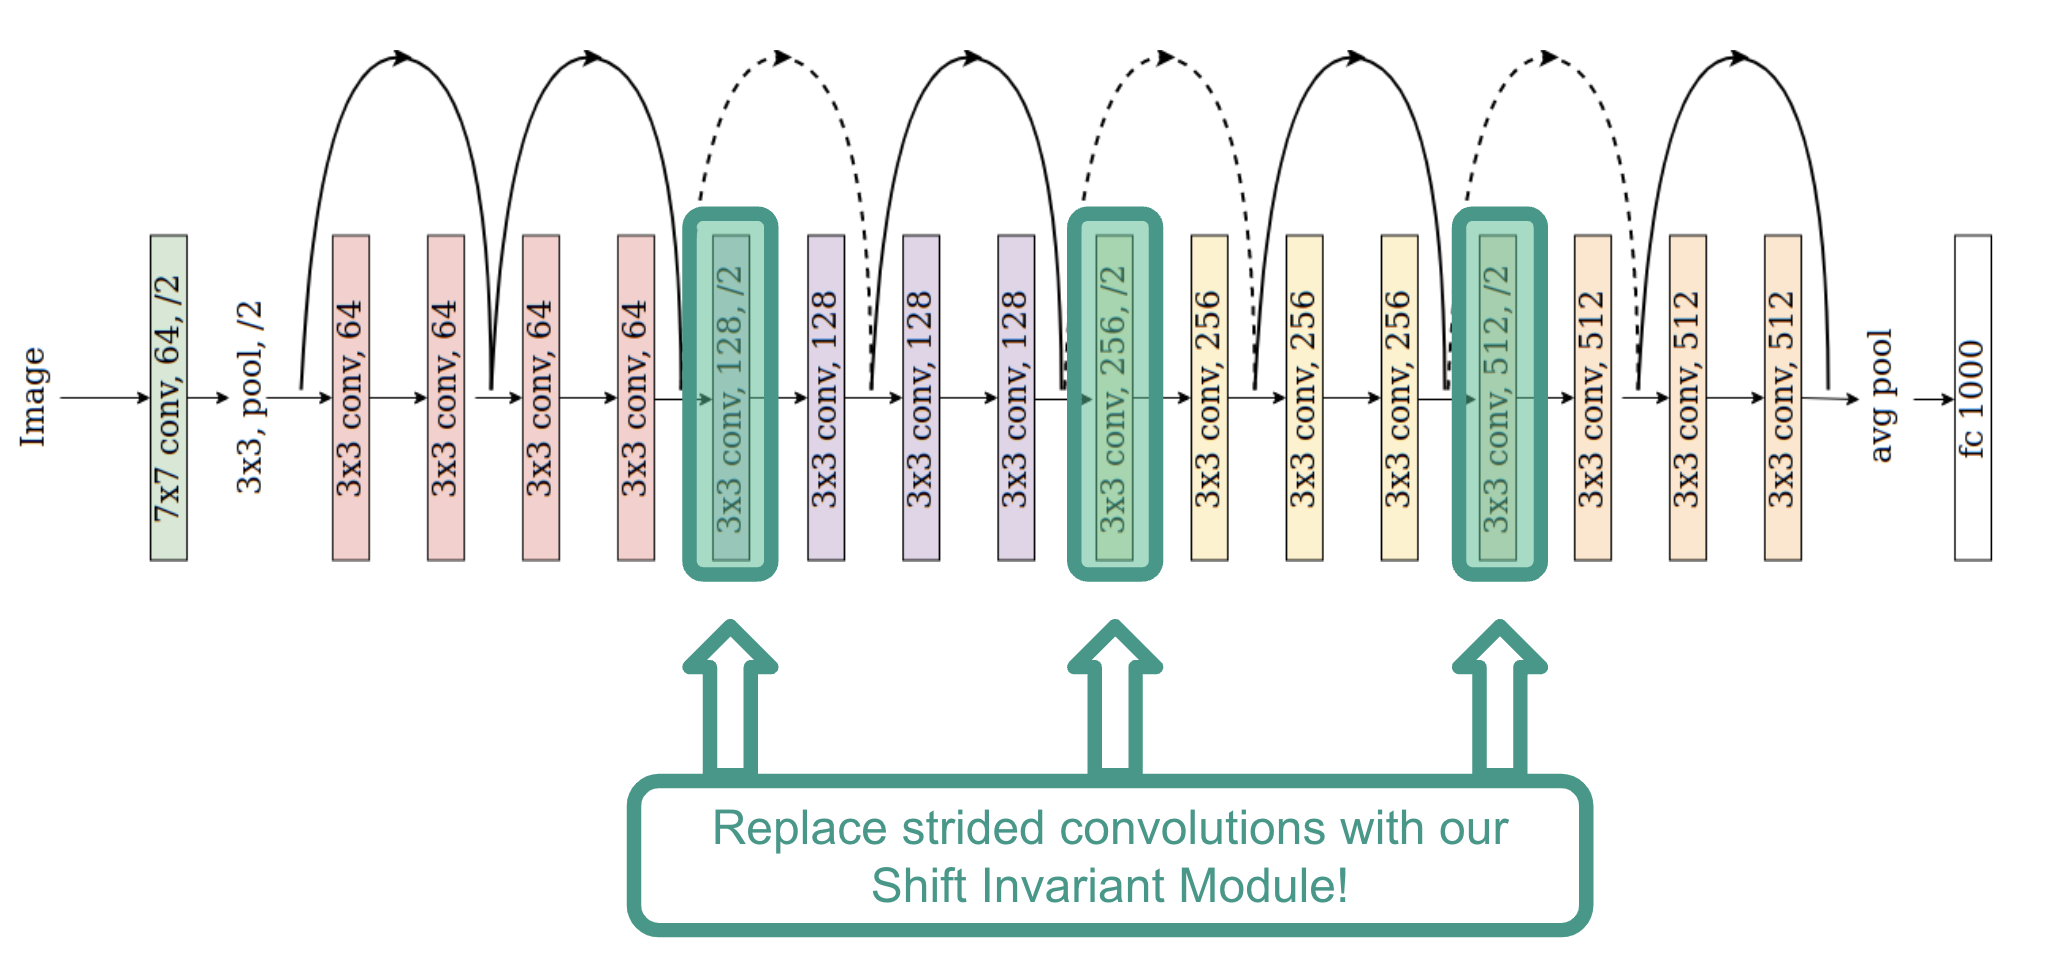 Image
7x7 conv, 64, /2
3x3, pool, /2
3x3 conv, 64
3x3 conv, 64
3x3 conv, 64
3x3 conv, 64
3x3 conv, 128, /2
3x3 conv, 128
3x3 conv, 128
3x3 conv, 128
3x3 conv, 256, /2
3x3 conv, 256
3x3 conv, 256
3x3 conv, 256
3x3 conv, 512, /2
3x3 conv, 512
3x3 conv, 512
3x3 conv, 512
avg pool
fc 1000
Replace strided convolutions with our
Shift Invariant Module!